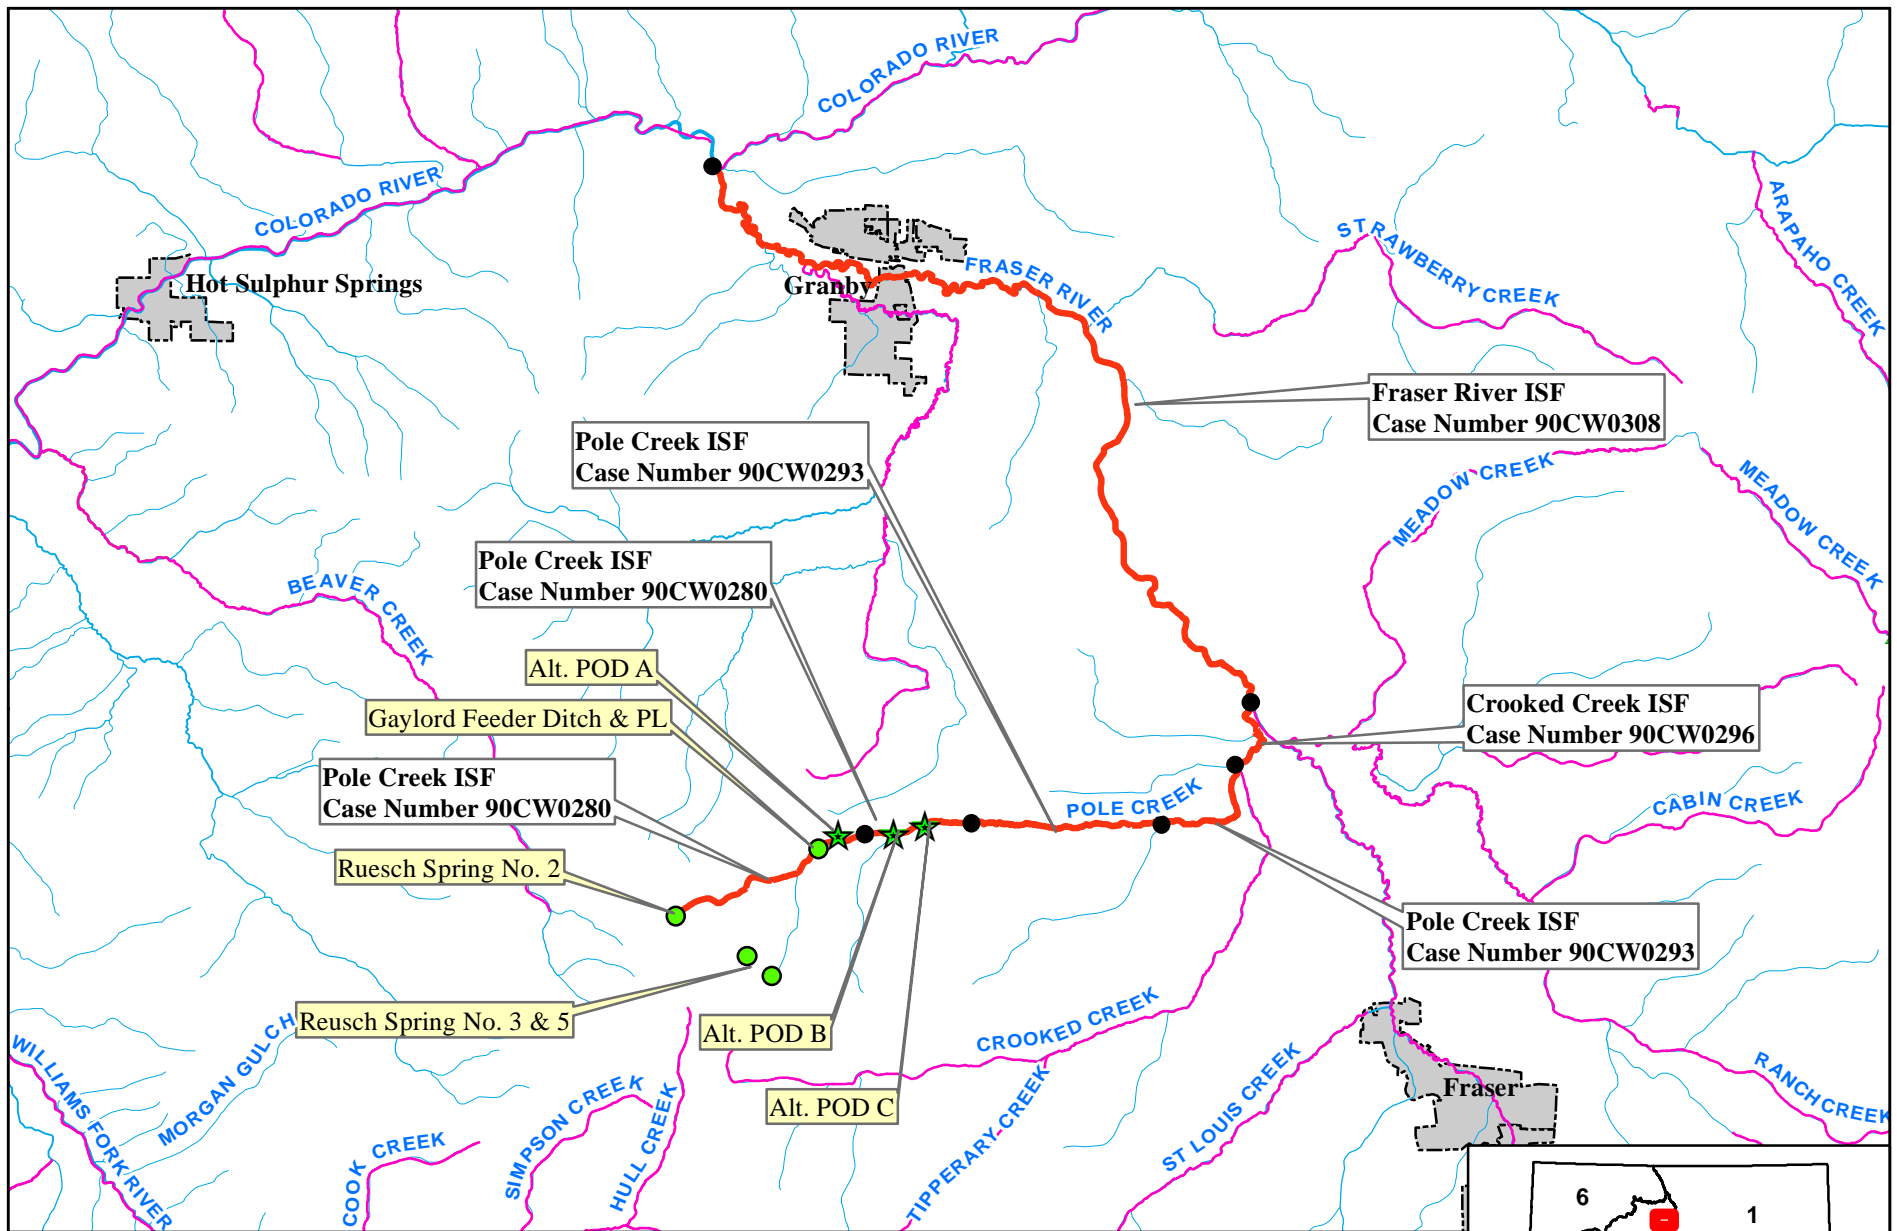 COLORADO RIVER
COLORADO RIVER
Hot Sulphur Springs
Granby
FRASER RIVER
STRAWBERRY CREEK
ARAPAHO CREEK
Fraser River ISF
Case Number 90CW0308
Pole Creek ISF
Case Number 90CW0293
MEADOW CREEK
MEADOW CREEK
Pole Creek ISF
Case Number 90CW0280
BEAVER CREEK
Alt. POD A
Gaylord Feeder Ditch & PL
Crooked Creek ISF
Case Number 90CW0296
Pole Creek ISF
Case Number 90CW0280
POLE CREEK
CABIN CREEK
Ruesch Spring No. 2
Pole Creek ISF
Case Number 90CW0293
Reusch Spring No. 3 & 5
Alt. POD B
CROOKED CREEK
Alt. POD C
WILLIAMS FORK RIVER
MORGAN GULCH
COOK CREEK
SIMPSON CREEK
HULL CREEK
TIPPERARY CREEK
ST LOUIS CREEK
Fraser
RANCH CREEK
6
1